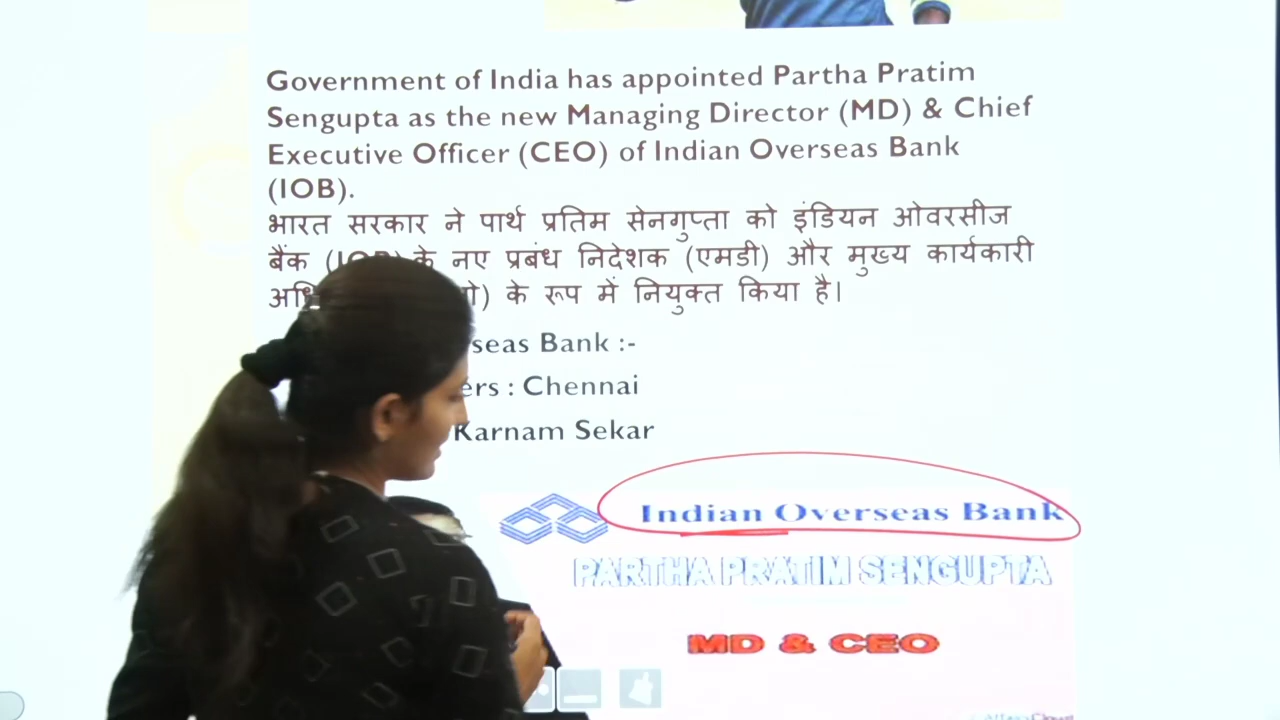 Government of India has appointed Partha Pratim
Sengupta as the new Managing Director (MD) & Chief
Executive Officer (CEO) of Indian Overseas Bank
(IOB).
भारत सरकार ने पार्थ प्रतिम सेनगुप्ता को इंडियन ओवरसीज
बैंक के नए प्रबंध निदेशक (एमडी) और मुख्य कार्यकारी
के रूप में नियुक्त किया है।
Bank :-
: Chennai
Karnam Sekar
Indian Overseas Bank
PARTHA PRATIM SENGUPTA
MD & CEO